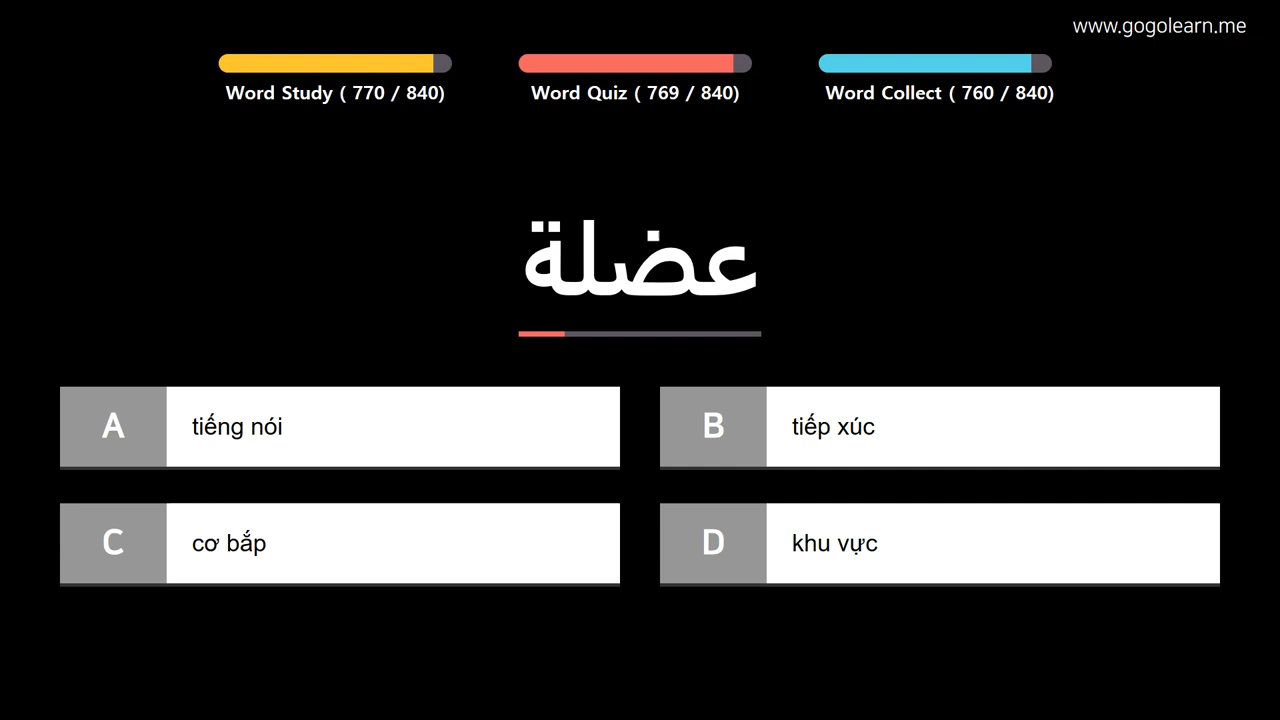 www.gogolearn.me
Word Study ( 770 / 840)
Word Quiz ( 769 / 840)
Word Collect ( 760 / 840)
عضلة
A tiếng nói
B tiếp xúc
C cơ bắp
D khu vực